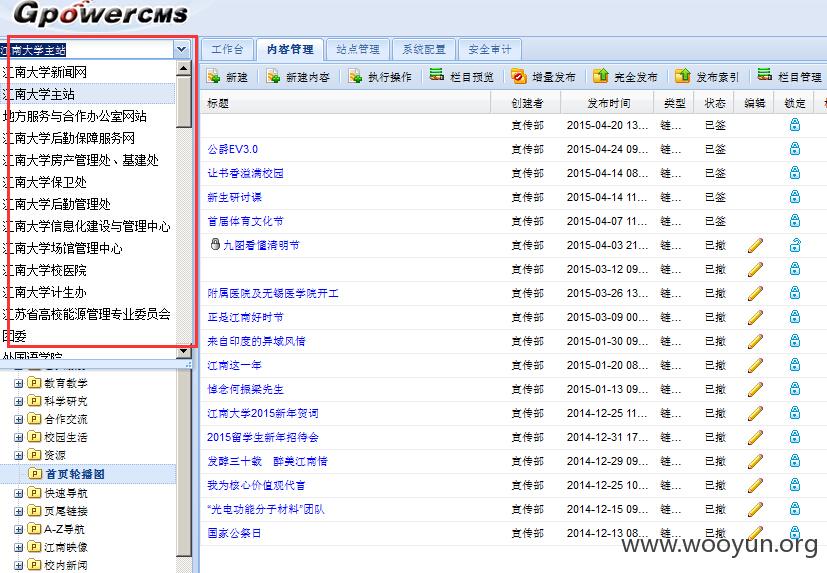 GpowerCMS
江南大学主站
江南大学新闻网
江南大学主站
地方服务与合作办公室网站
江南大学后勤保障服务网
江南大学房产管理处、基建处
江南大学保卫处
江南大学后勤管理处
江南大学信息化建设与管理中心
江南大学场馆管理中心
江南大学校医院
江南大学计生办
江苏省高校能源管理专业委员会
团委
外国语学院
教育教学
科学研究
合作交流
校园生活
资源
首页轮播图
快速导航
页尾链接
A-Z导航
江南映像
校内新闻
工作台 内容管理 站点管理 系统配置 安全审计
新建 新建内容 执行操作 栏目预览 增量发布 完全发布 发布索引 栏目管理
标题 创建者 发布时间 类型 状态 编辑 锁定
宣传部 2015-04-20 13... 链... 已签
公爵EV3.0 宣传部 2015-04-24 09... 链... 已签
让书香溢满校园 宣传部 2015-04-14 08... 链... 已签
新生研讨课 宣传部 2015-04-14 11... 链... 已签
首届体育文化节 宣传部 2015-04-07 11... 链... 已签
九图看懂清明节 宣传部 2015-04-03 21... 链... 已撤
宣传部 2015-03-12 09... 链... 已撤
附属医院及无锡医学院开工 宣传部 2015-03-26 13... 链... 已撤
正是江南好时节 宣传部 2015-03-09 00... 链... 已撤
来自印度的异域风情 宣传部 2015-01-30 09... 链... 已撤
江南这一年 宣传部 2015-01-20 08... 链... 已撤
悼念何振梁先生 宣传部 2015-01-13 09... 链... 已撤
江南大学2015新年贺词 宣传部 2014-12-25 11... 链... 已撤
2015留学生新年招待会 宣传部 2014-12-31 17... 链... 已撤
发酵三十载 醉美江南情 宣传部 2014-12-29 09... 链... 已撤
我为核心价值观代言 宣传部 2014-12-25 10... 链... 已撤
“光电功能分子材料”团队 宣传部 2014-12-15 09... 链... 已撤
国家公祭日 宣传部 2014-12-13 08... 链... 已撤
www.wooyun.org